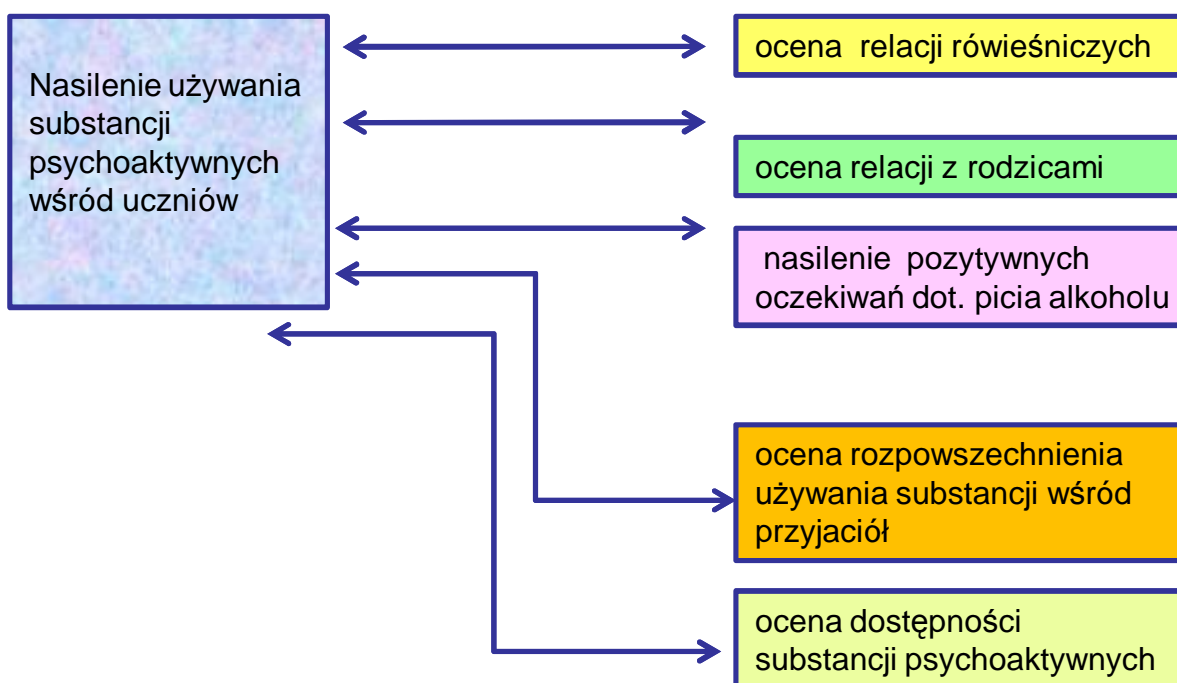 Nasilenie używania
substancji
psychoaktywnych
wśród uczniów
ocena relacji rówieśniczych
ocena relacji z rodzicami
nasilenie pozytywnych
oczekiwań dot. picia alkoholu
ocena rozpowszechnienia
używania substancji wśród
przyjaciół
ocena dostępności
substancji psychoaktywnych